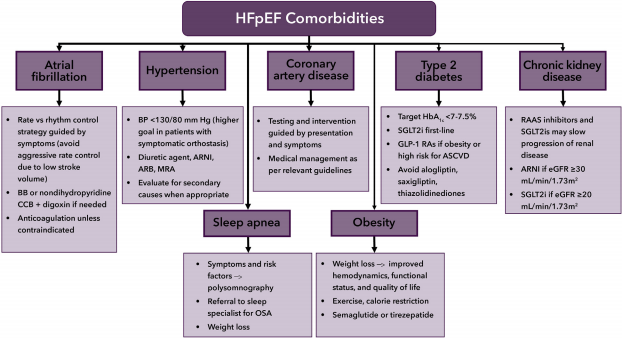 HFpEF Comorbidities
Atrial
fibrillation
• Rate vs rhythm control
strategy guided by
symptoms (avoid
aggressive rate control
due to low stroke
volume)
• BB or nondihydropyridine
CCB + digoxin if needed
• Anticoagulation unless
contraindicated
Hypertension
• BP <130/80 mm Hg (higher
goal in patients with
symptomatic orthostasis)
• Diuretic agent, ARNI,
ARB, MRA
• Evaluate for secondary
causes when appropriate
Coronary
artery disease
• Testing and intervention
guided by presentation
and symptoms
• Medical management as
per relevant guidelines
Type 2
diabetes
• Target HbA1c <7-7.5%
• SGLT2i first-line
• GLP-1 RAs if obesity or
high risk for ASCVD
• Avoid alogliptin,
saxigliptin,
thiazolidinediones
Chronic kidney
disease
• RAAS inhibitors and
SGLT2is may slow
progression of renal
disease
• ARNI if eGFR ≥30
mL/min/1.73m²
• SGLT2i if eGFR ≥20
mL/min/1.73m²
Sleep apnea
• Symptoms and risk
factors -->
polysomnography
• Referral to sleep
specialist for OSA
• Weight loss
Obesity
• Weight loss --> improved
hemodynamics, functional
status, and quality of life
• Exercise, calorie restriction
• Semaglutide or tirzepatide